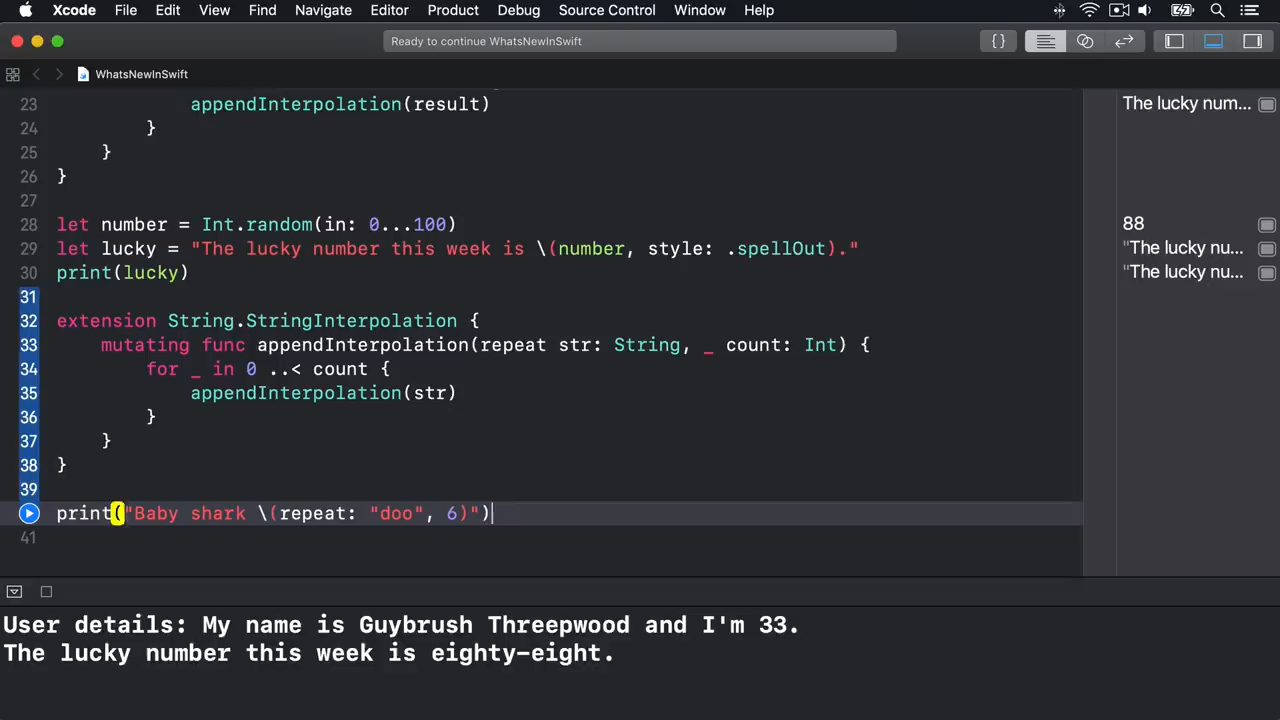 Xcode File Edit View Find Navigate Editor Product Debug Source Control Window Help
Ready to continue WhatsNewInSwift
{}
WhatsNewInSwift
23 appendInterpolation(result) The lucky num...
24 }
25 }
26 }
27
28 let number = Int.random(in: 0...100) 88
29 let lucky = "The lucky number this week is \(number, style: .spellOut)." "The lucky nu...
30 print(lucky) "The lucky nu...
31
32 extension String.StringInterpolation {
33 mutating func appendInterpolation(repeat str: String, _ count: Int) {
34 for _ in 0 ..< count {
35 appendInterpolation(str)
36 }
37 }
38 }
39
print("Baby shark \(repeat: "doo", 6)")
41
User details: My name is Guybrush Threepwood and I'm 33.
The lucky number this week is eighty-eight.